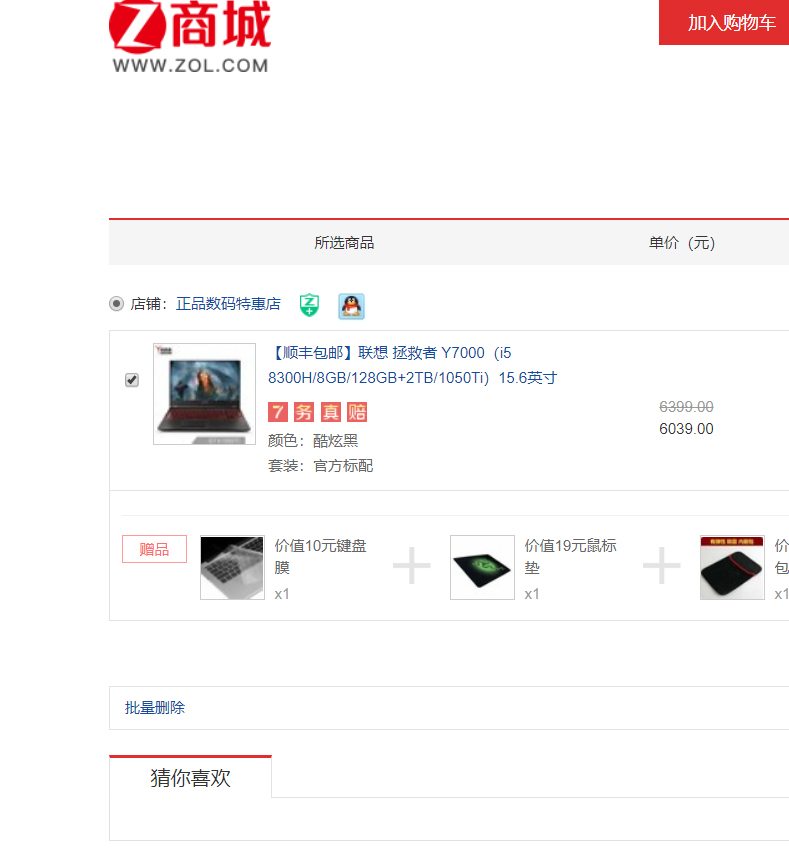 Z商城
WWW.ZOL.COM
加入购物车
所选商品
单价（元）
店铺：正品数码特惠店
【顺丰包邮】联想 拯救者 Y7000（i5
8300H/8GB/128GB+2TB/1050Ti）15.6英寸
7 务 真 赔
6399.00
6039.00
颜色：酷炫黑
套装：官方标配
赠品
价值10元键盘
膜
x1
价值19元鼠标
垫
x1
价
包
x1
批量删除
猜你喜欢